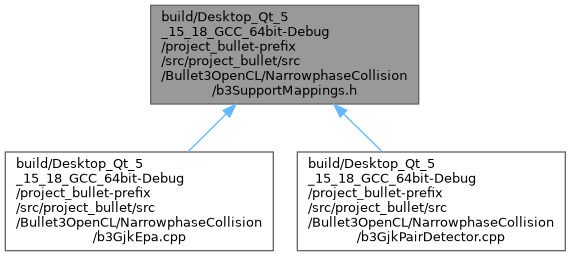 build/Desktop_Qt_5
_15_18_GCC_64bit-Debug
/project_bullet-prefix
/src/project_bullet/src
/Bullet3OpenCL/NarrowphaseCollision
/b3SupportMappings.h
build/Desktop_Qt_5
_15_18_GCC_64bit-Debug
/project_bullet-prefix
/src/project_bullet/src
/Bullet3OpenCL/NarrowphaseCollision
/b3GjkEpa.cpp
build/Desktop_Qt_5
_15_18_GCC_64bit-Debug
/project_bullet-prefix
/src/project_bullet/src
/Bullet3OpenCL/NarrowphaseCollision
/b3GjkPairDetector.cpp